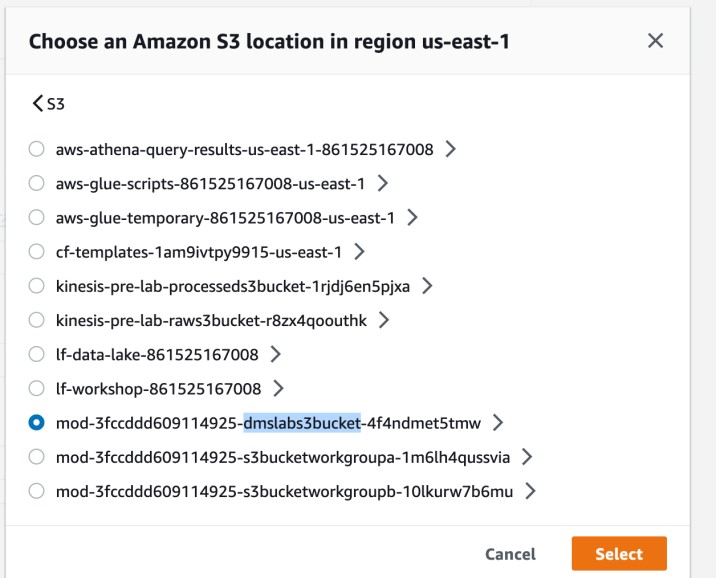 Choose an Amazon S3 location in region us-east-1
S3
aws-athena-query-results-us-east-1-861525167008
aws-glue-scripts-861525167008-us-east-1
aws-glue-temporary-861525167008-us-east-1
cf-templates-1am9ivtpy9915-us-east-1
kinesis-pre-lab-processeds3bucket-1rjdj6en5pjxa
kinesis-pre-lab-raws3bucket-r8zx4qoouthk
lf-data-lake-861525167008
lf-workshop-861525167008
mod-3fccddd609114925-dmslabs3bucket-4f4ndmet5tmw
mod-3fccddd609114925-s3bucketworkgroupa-1m6lh4qussvia
mod-3fccddd609114925-s3bucketworkgroupb-10lkurw7b6mu
Cancel Select